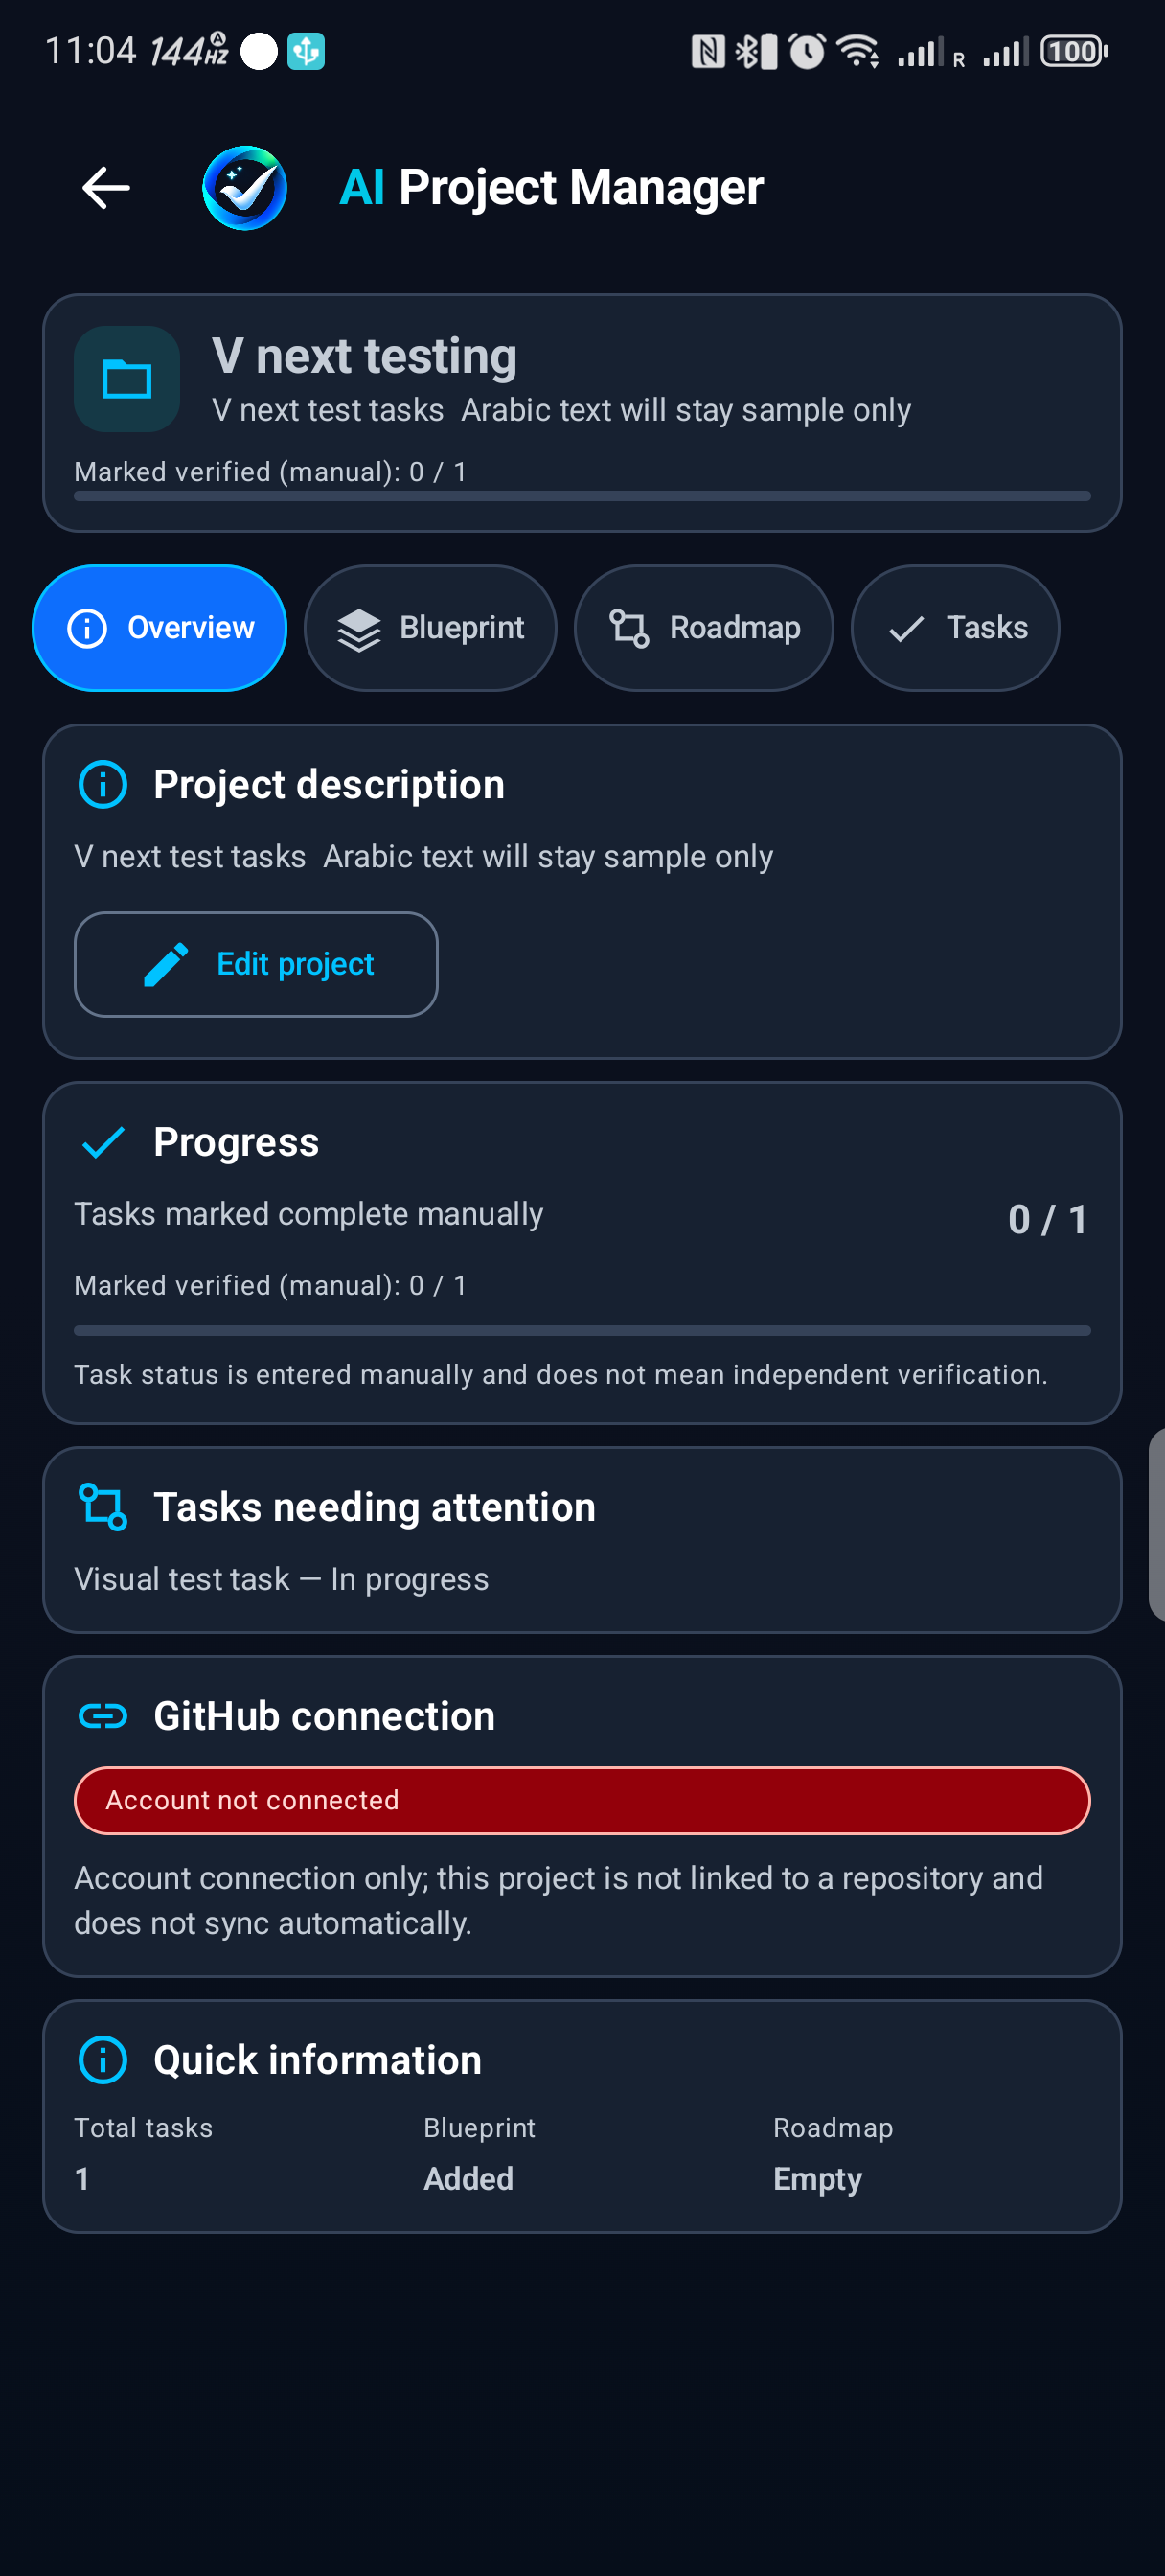 11:04 144HZ A R 100
AI Project Manager
V next testing
V next test tasks  Arabic text will stay sample only
Marked verified (manual): 0 / 1
Overview Blueprint Roadmap Tasks
Project description
V next test tasks  Arabic text will stay sample only
Edit project
Progress
Tasks marked complete manually 0 / 1
Marked verified (manual): 0 / 1
Task status is entered manually and does not mean independent verification.
Tasks needing attention
Visual test task — In progress
GitHub connection
Account not connected
Account connection only; this project is not linked to a repository and
does not sync automatically.
Quick information
Total tasks Blueprint Roadmap
1 Added Empty